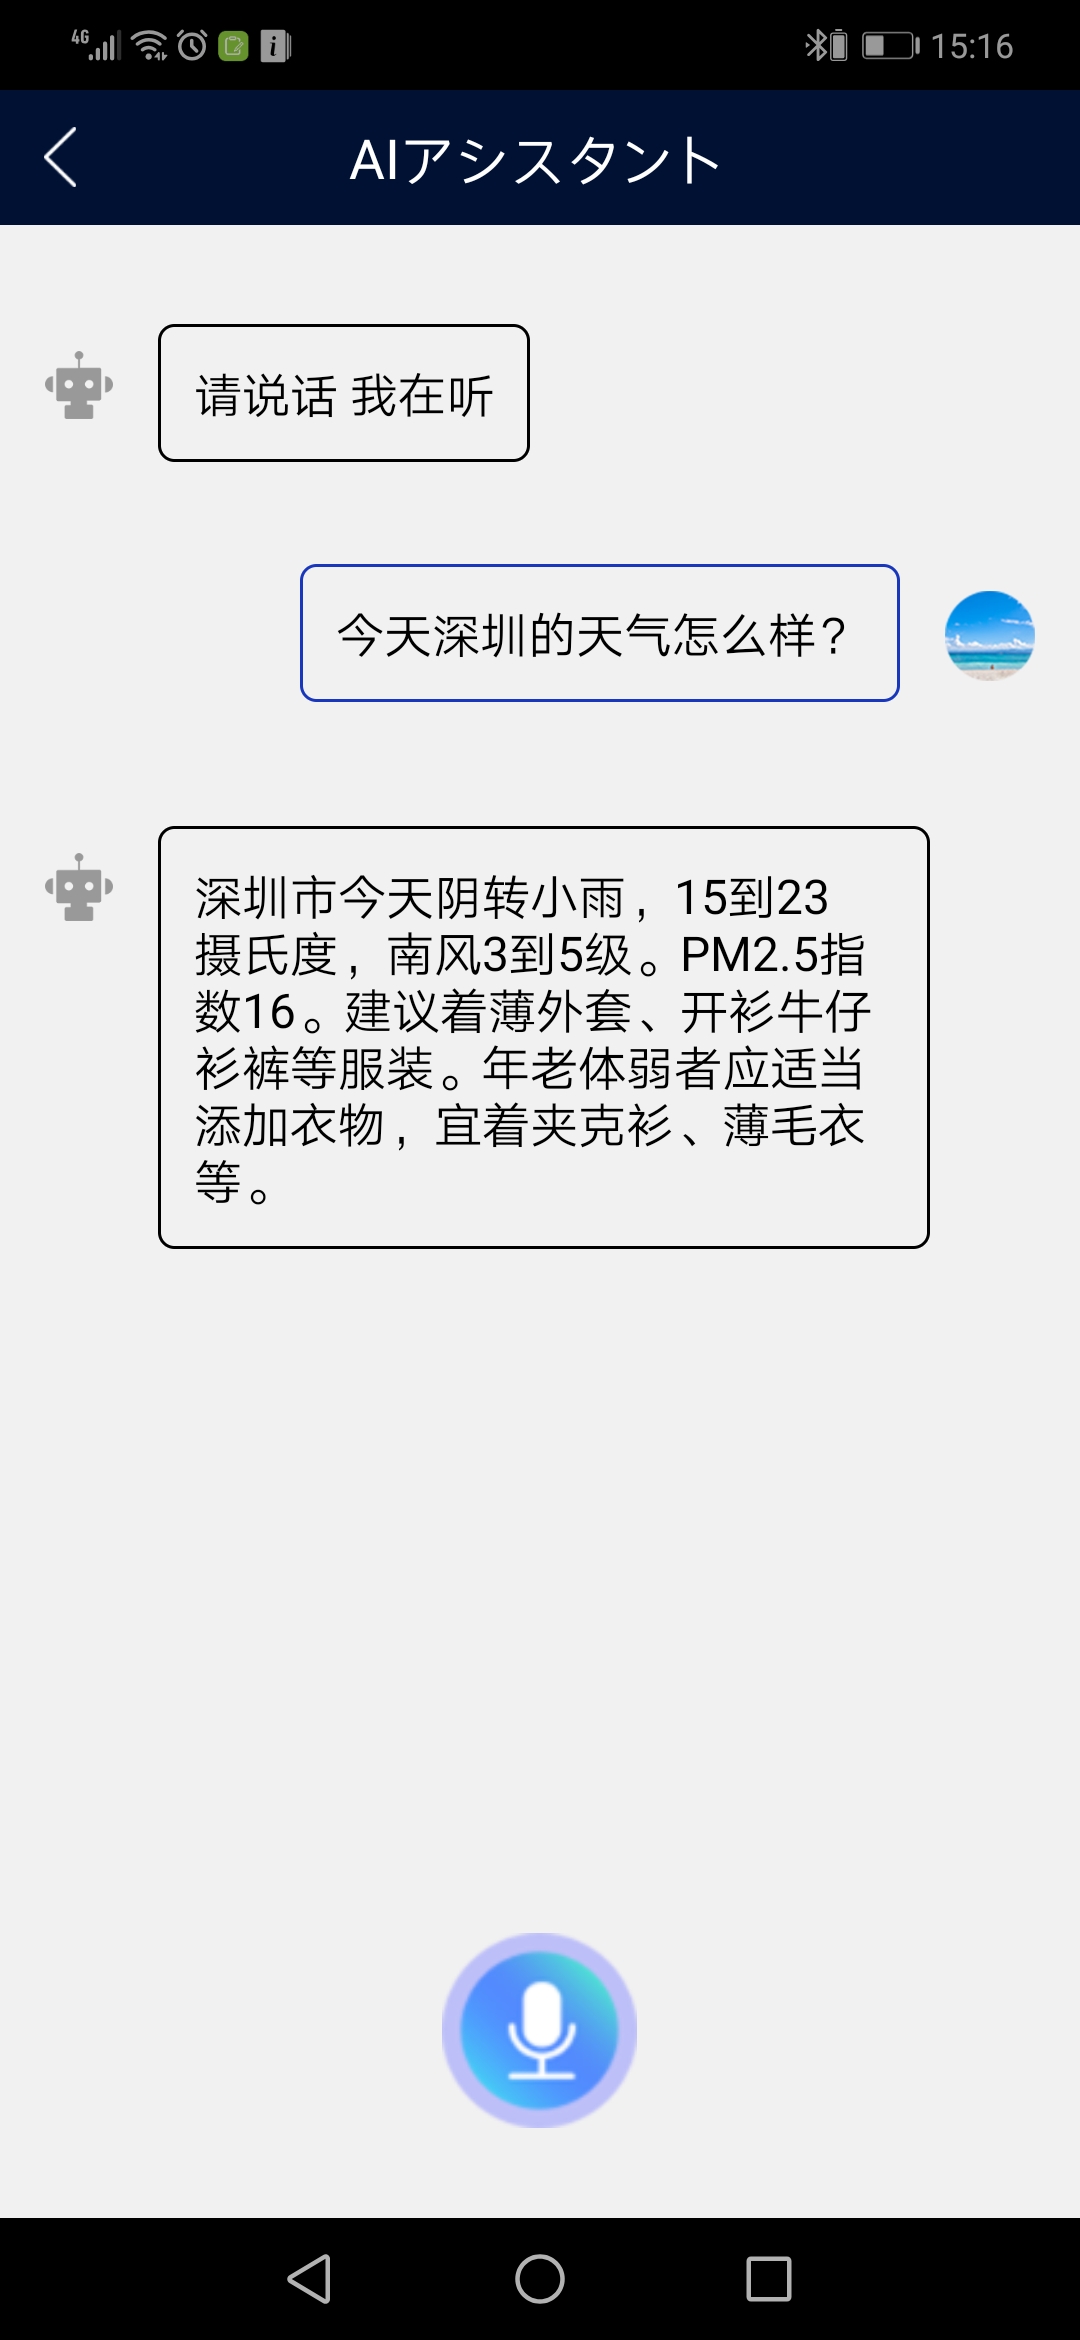 4G
15:16
AIアシスタント
请说话 我在听
今天深圳的天气怎么样?
深圳市今天阴转小雨，15到23
摄氏度，南风3到5级。PM2.5指
数16。建议着薄外套、开衫牛仔
衫裤等服装。年老体弱者应适当
添加衣物，宜着夹克衫、薄毛衣
等。